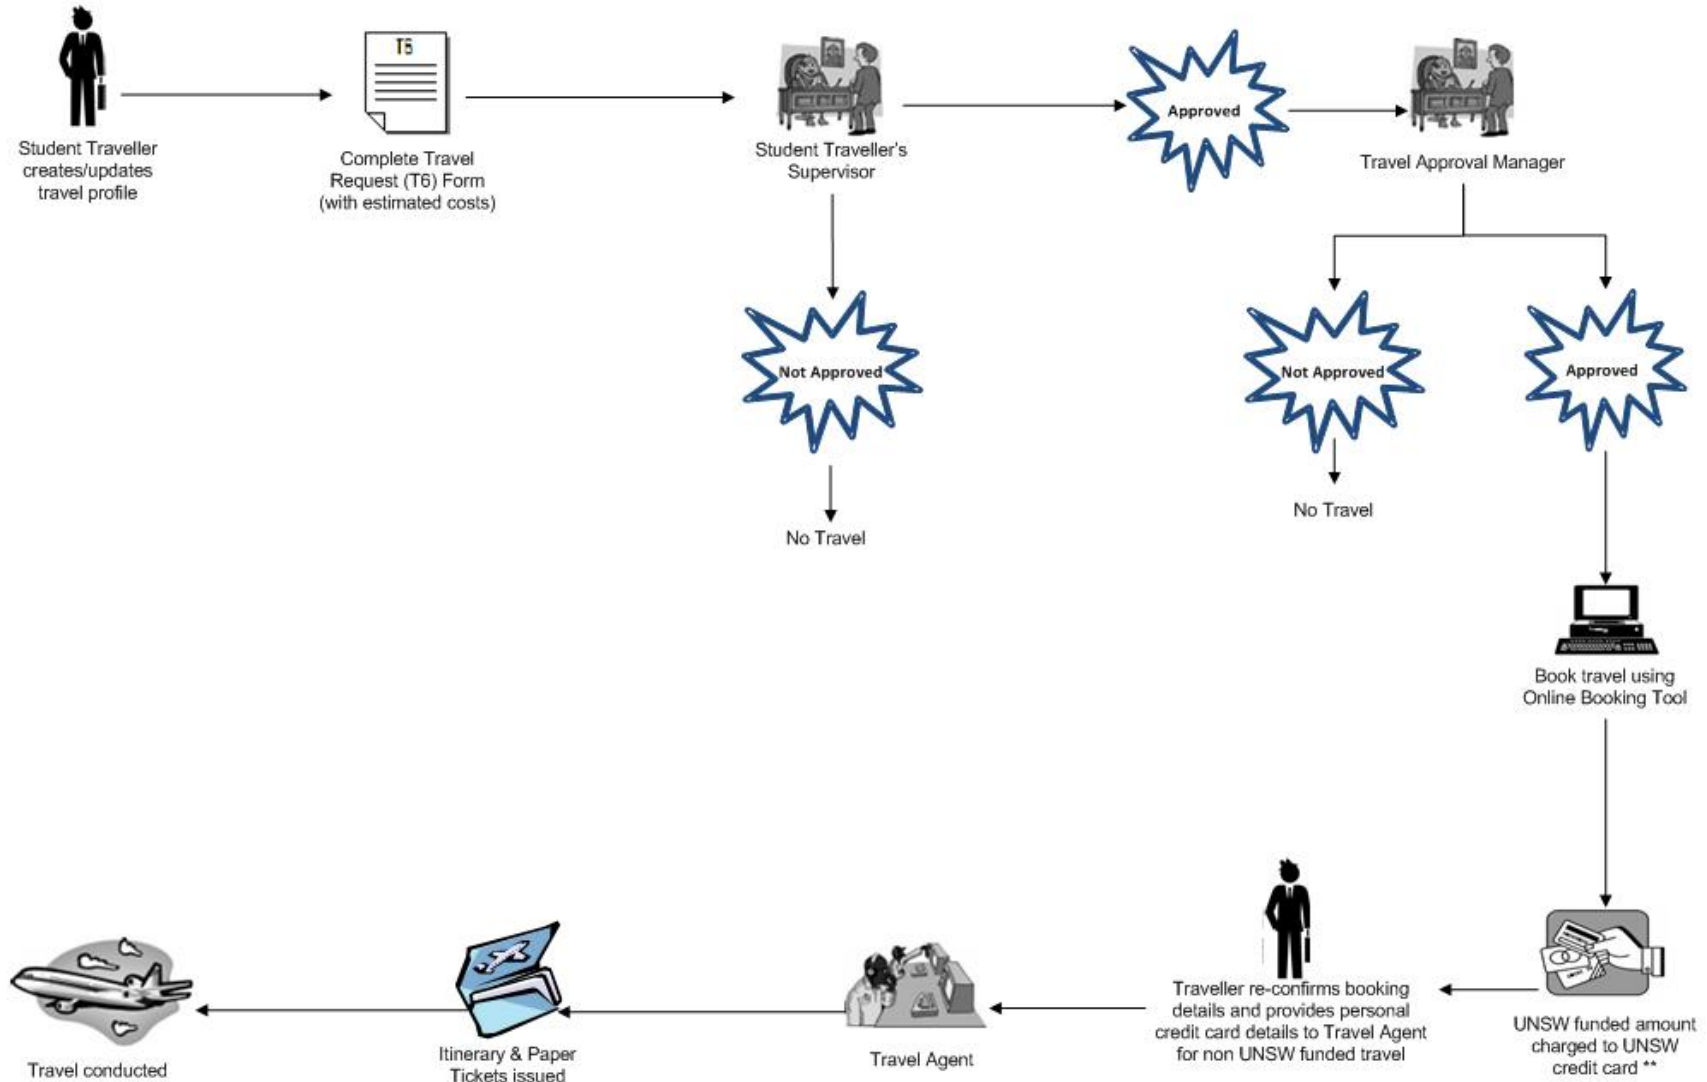 T6
Student Traveller
creates/updates
travel profile
Complete Travel
Request (T6) Form
(with estimated costs)
Student Traveller's
Supervisor
Approved
Travel Approval Manager
Not Approved
No Travel
Not Approved
No Travel
Approved
Book travel using
Online Booking Tool
UNSW funded amount
charged to UNSW
credit card **
Traveller re-confirms booking
details and provides personal
credit card details to Travel Agent
for non UNSW funded travel
Travel Agent
Itinerary & Paper
Tickets issued
Travel conducted